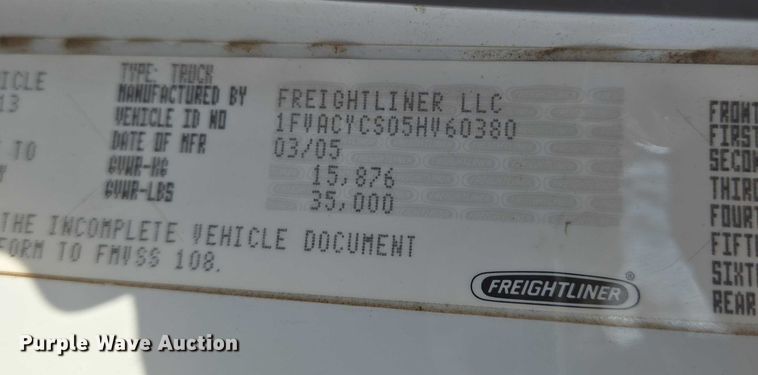 TYPE: TRUCK
MANUFACTURED BY FREIGHTLINER LLC
VEHICLE ID NO 1FVACYCS05HV60380
DATE OF MFR 03/05
GVWR-KG 15,876
GVWR-LBS 35,000
ICLE
13
TO
THE INCOMPLETE VEHICLE DOCUMENT
FORM TO FMVSS 108.
FREIGHTLINER®
FRONT
FIRST
SECON
THIRD
FOURT
FIFT
SIXT
REAR
Purple Wave Auction